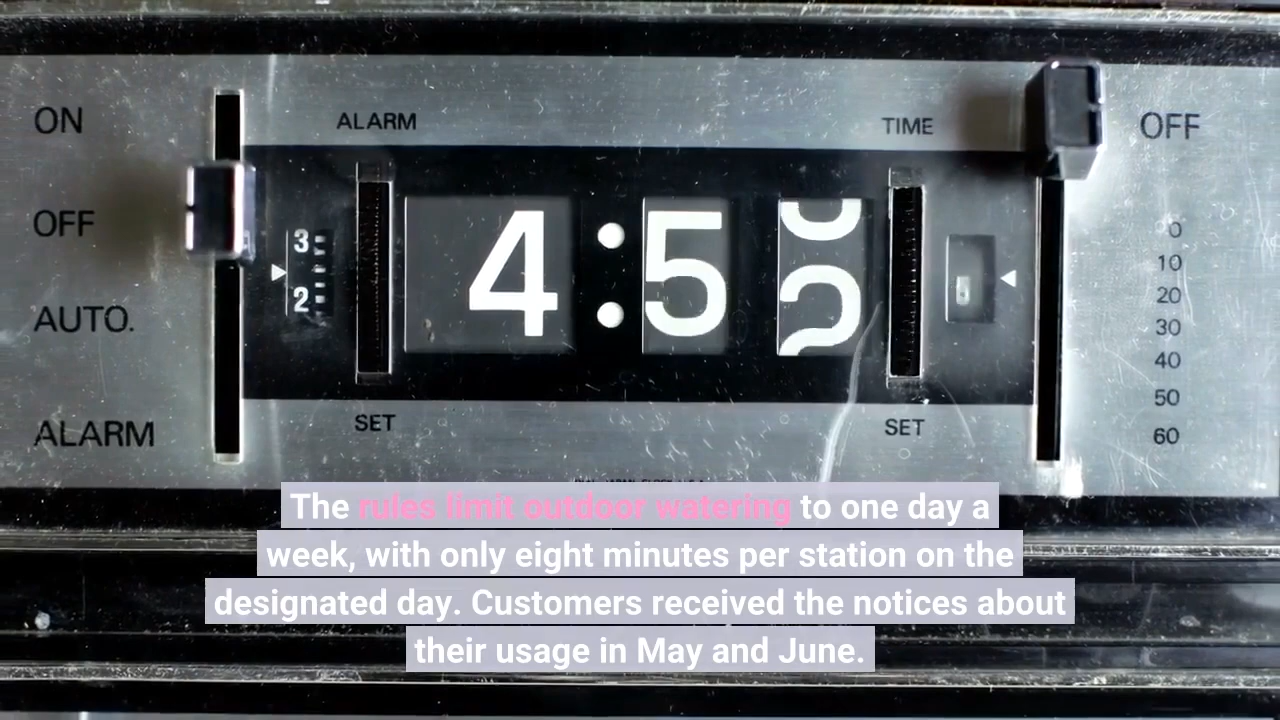 ON
ALARM
TIME
OFF
OFF
3
2
4:5
0
10
20
30
40
50
60
AUTO.
ALARM
SET
SET
The rules limit outdoor watering to one day a
week, with only eight minutes per station on the
designated day. Customers received the notices about
their usage in May and June.